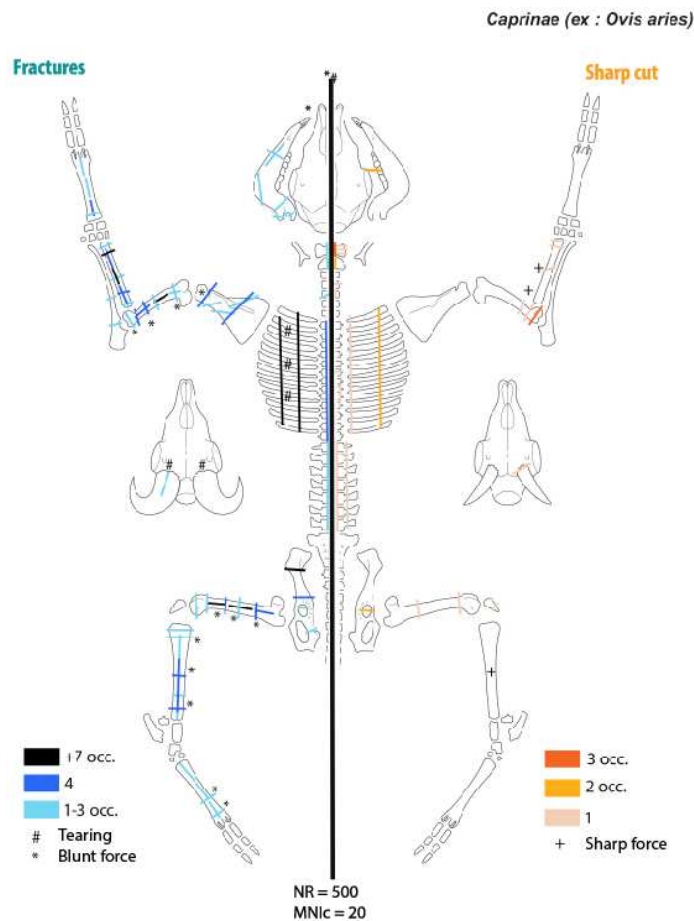 Caprinae (ex : Ovis aries)
Fractures
Sharp cut
+7 occ.
4
1-3 occ.
# Tearing
* Blunt force
3 occ.
2 occ.
1
+ Sharp force
NR = 500
MNIc = 20